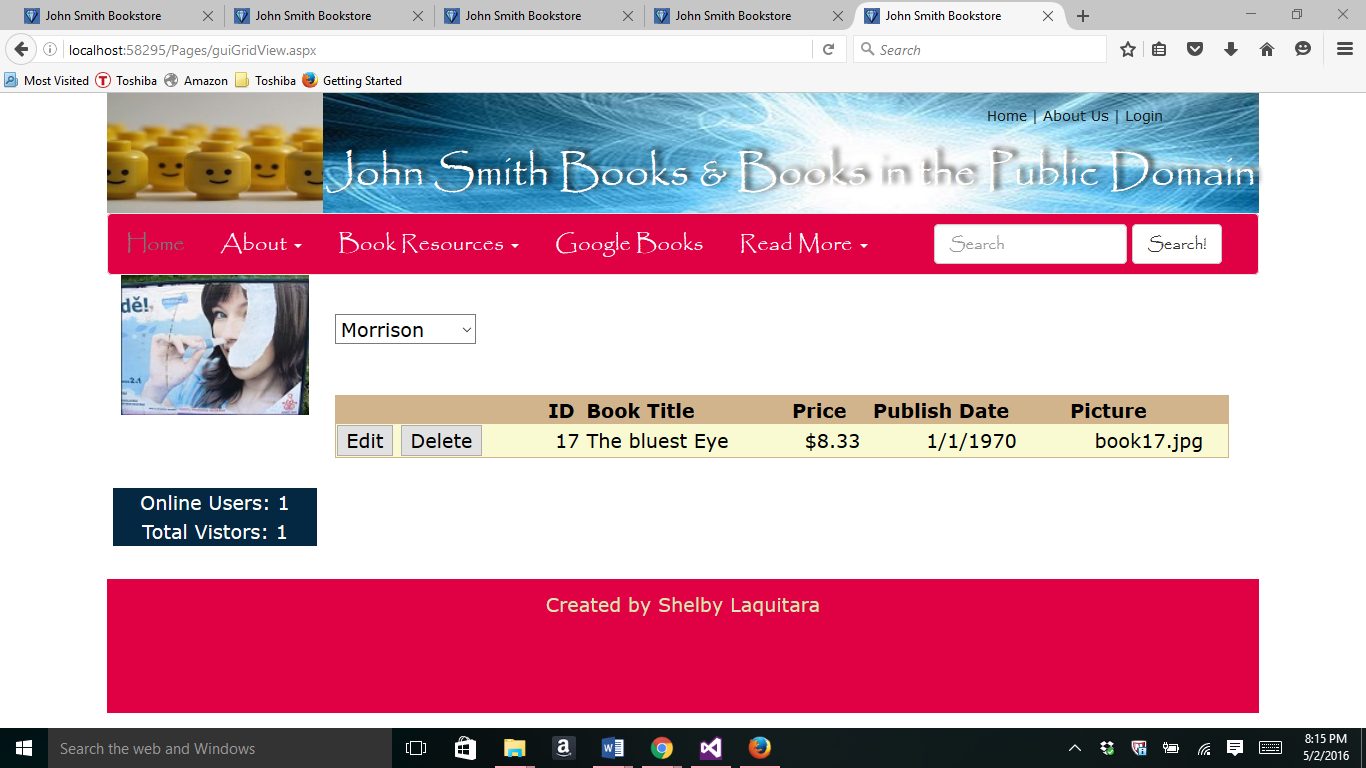 John Smith Bookstore John Smith Bookstore John Smith Bookstore John Smith Bookstore John Smith Bookstore
localhost:58295/Pages/guiGridView.aspx Search
Most Visited Toshiba Amazon Toshiba Getting Started
Home | About Us | Login
John Smith Books & Books in the Public Domain
Home About Book Resources Google Books Read More Search Search!
dě!
Morrison
2.1
ID Book Title Price Publish Date Picture
Edit Delete 17 The bluest Eye $8.33 1/1/1970 book17.jpg
Online Users: 1
Total Vistors: 1
Created by Shelby Laquitara
Search the web and Windows
8:15 PM
5/2/2016